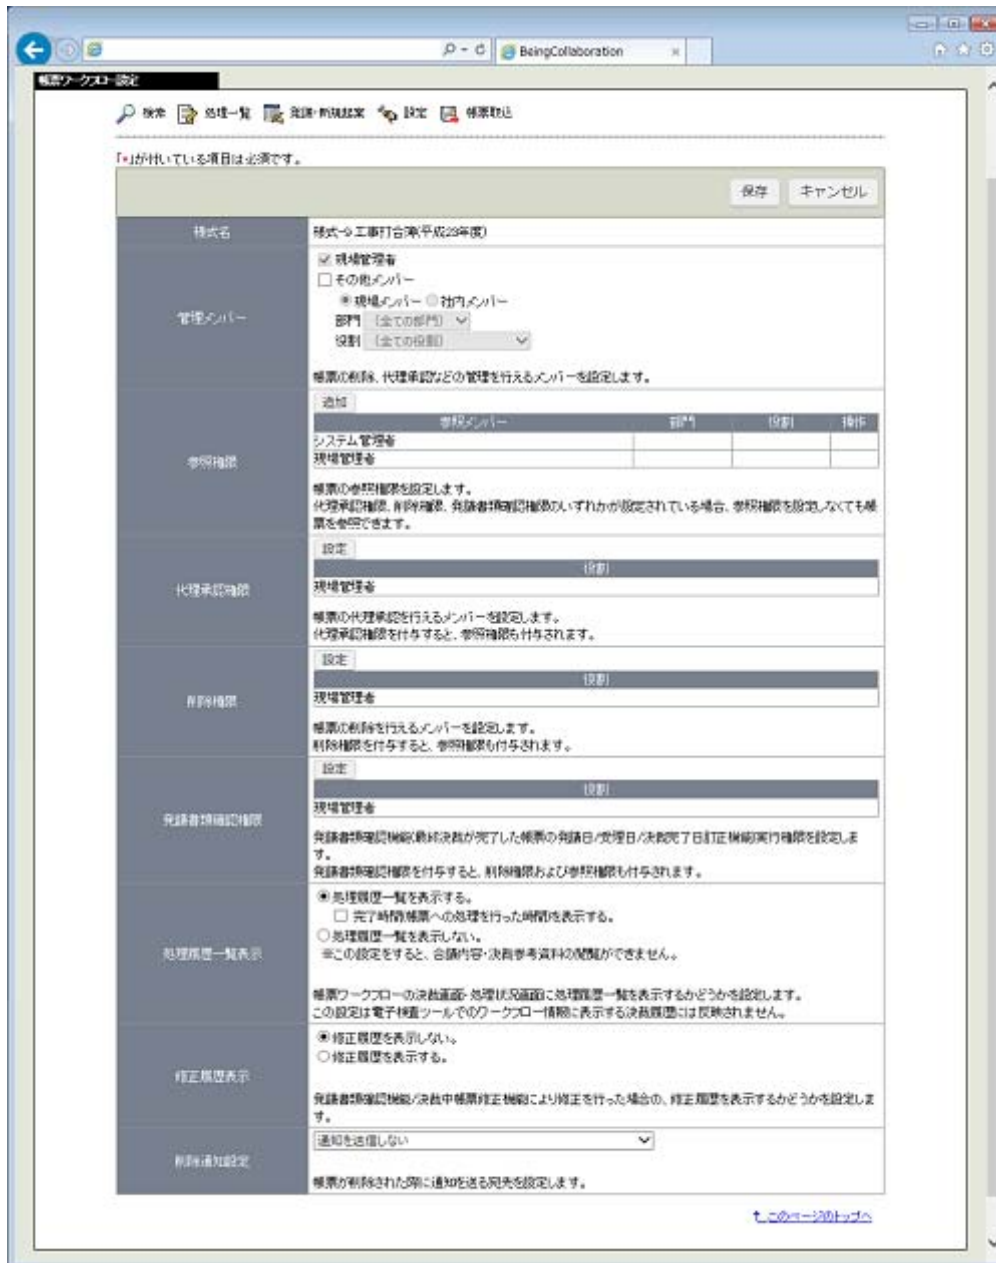 BeingCollaboration
帳票ワークフロー設定
検索 処理一覧 発議・新規起案 設定 帳票取込
「*」が付いている項目は必須です。
保存 キャンセル
様式名
様式-9 工事打合簿(平成23年度)
管理メンバー
現場管理者
その他メンバー
現場メンバー 社内メンバー
部門 (全ての部門)
役割 (全ての役割)
帳票の削除、代理承認などの管理を行えるメンバーを設定します。
参照権限
追加
参照メンバー 部門 役割 操作
システム管理者
現場管理者
帳票の参照権限を設定します。
代理承認権限、削除権限、発議書類確認権限のいずれかが設定されている場合、参照権限を設定しなくても帳
票を参照できます。
代理承認権限
設定
役割
現場管理者
帳票の代理承認を行えるメンバーを設定します。
代理承認権限を付与すると、参照権限も付与されます。
削除権限
設定
役割
現場管理者
帳票の削除を行えるメンバーを設定します。
削除権限を付与すると、参照権限も付与されます。
発議書類確認権限
設定
役割
現場管理者
発議書類確認機能(最終決裁が完了した帳票の発議日/受理日/決裁完了日訂正機能)実行権限を設定しま
す。
発議書類確認権限を付与すると、削除権限および参照権限も付与されます。
処理履歴一覧表示
処理履歴一覧を表示する。
完了時間(帳票への処理を行った時間)を表示する。
処理履歴一覧を表示しない。
※この設定をすると、合議内容・決裁参考資料の閲覧ができません。
帳票ワークフローの決裁画面・処理状況画面に処理履歴一覧を表示するかどうかを設定します。
この設定は電子検査ツールでのワークフロー情報に表示する決裁履歴には反映されません。
修正履歴表示
修正履歴を表示しない。
修正履歴を表示する。
発議書類確認機能/決裁中帳票修正機能により修正を行った場合の、修正履歴を表示するかどうかを設定しま
す。
削除通知設定
通知を送信しない
帳票が削除された際に通知を送る宛先を設定します。
↑ このページのトップへ